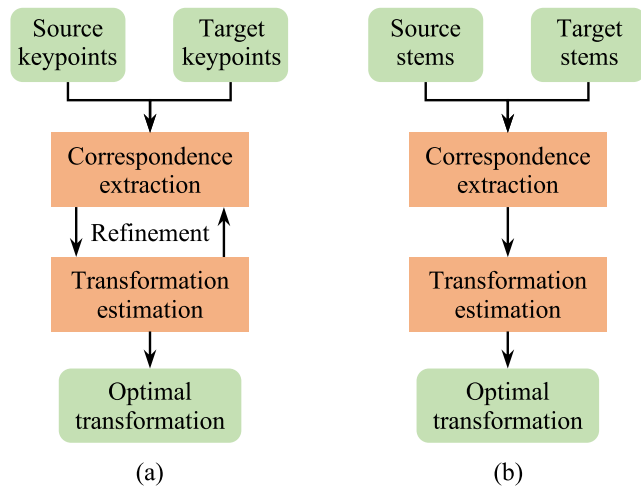 Source
keypoints
Target
keypoints
Correspondence
extraction
Refinement
Transformation
estimation
Optimal
transformation
(a)
Source
stems
Target
stems
Correspondence
extraction
Transformation
estimation
Optimal
transformation
(b)